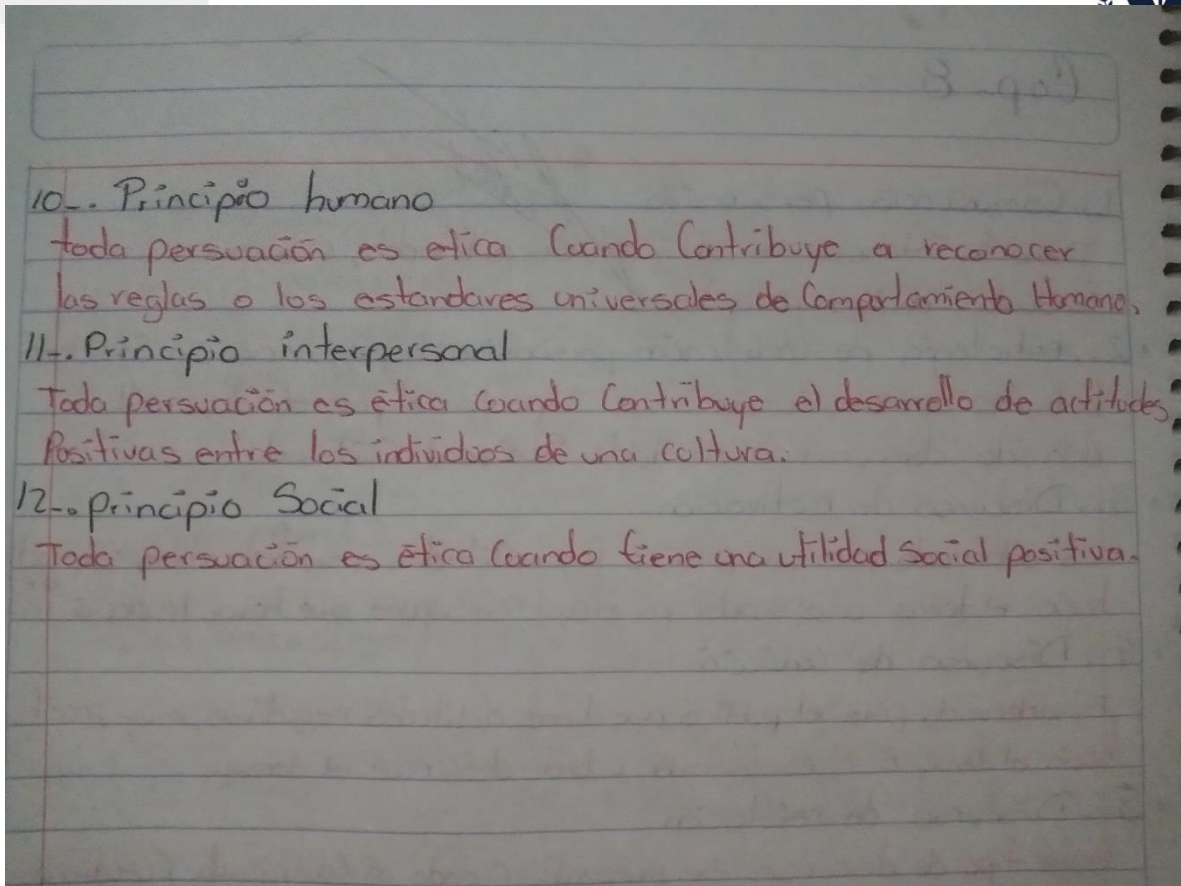 10-. Principio humano
toda persuación es etica Cuando Contribuye a reconocer
las reglas o los estandares universales de Comportamiento Humano.
11-. Principio interpersonal
Toda persuación es ética Cuando Contribuye el desarrollo de actitudes
Positivas entre los individuos de una cultura.
12-. principio Social
Toda persuación es ética Cuando tiene una utilidad Social positiva.